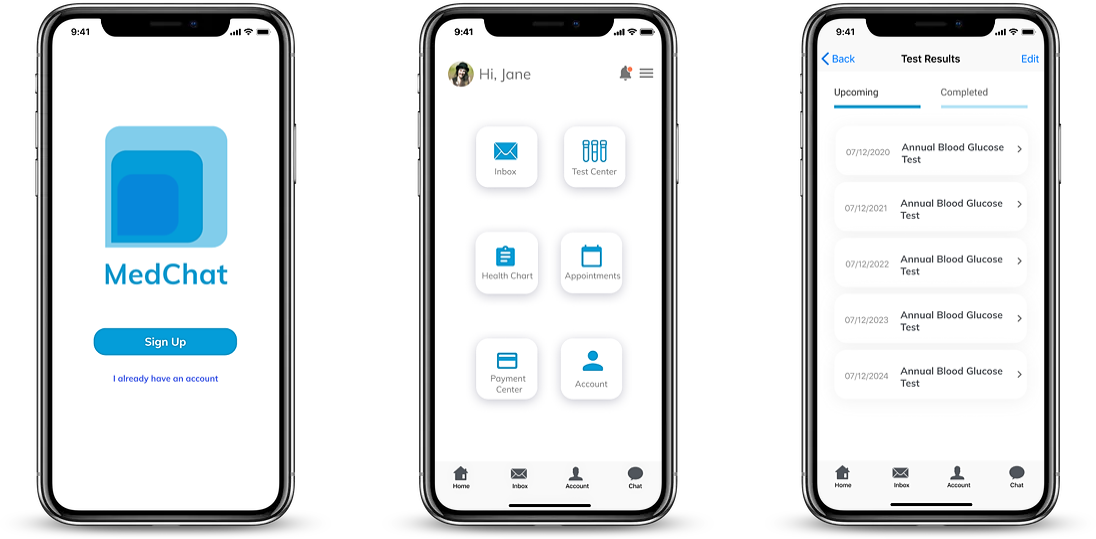 9:41
MedChat
Sign Up
I already have an account
9:41
Hi, Jane
Inbox
Test Center
Health Chart
Appointments
Payment
Center
Account
Home
Inbox
Account
Chat
9:41
Back
Test Results
Edit
Upcoming
Completed
07/12/2020
Annual Blood Glucose
Test
07/12/2021
Annual Blood Glucose
Test
07/12/2022
Annual Blood Glucose
Test
07/12/2023
Annual Blood Glucose
Test
07/12/2024
Annual Blood Glucose
Test
Home
Inbox
Account
Chat